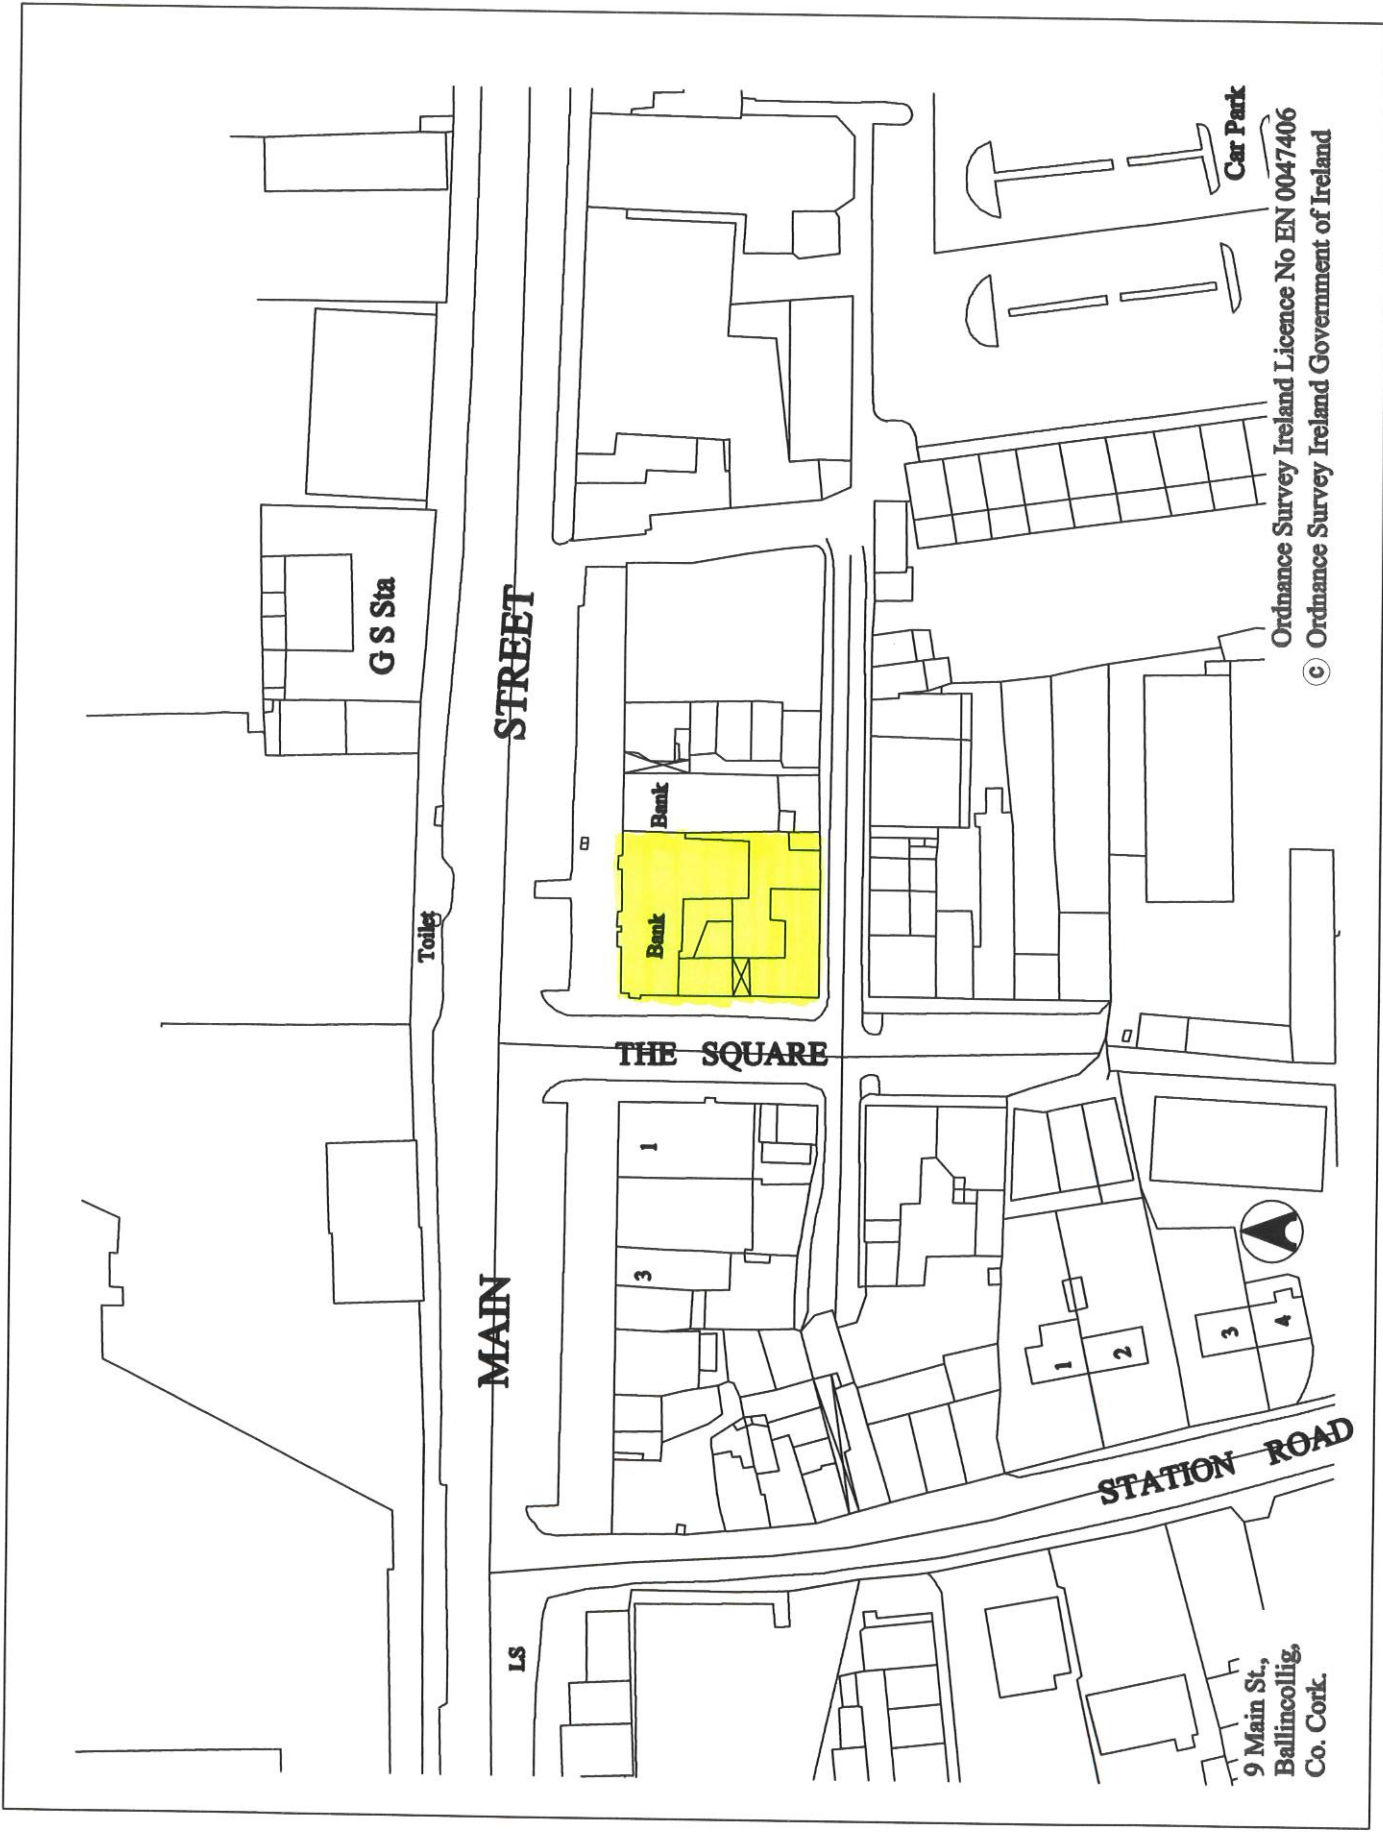 G S Sta
Toilet
MAIN STREET
LS
Bank
Bank
THE SQUARE
1
3
1
2
3
4
STATION ROAD
Car Park
9 Main St.,
Ballincollig,
Co. Cork.
Ordnance Survey Ireland Licence No EN 0047406
© Ordnance Survey Ireland Government of Ireland